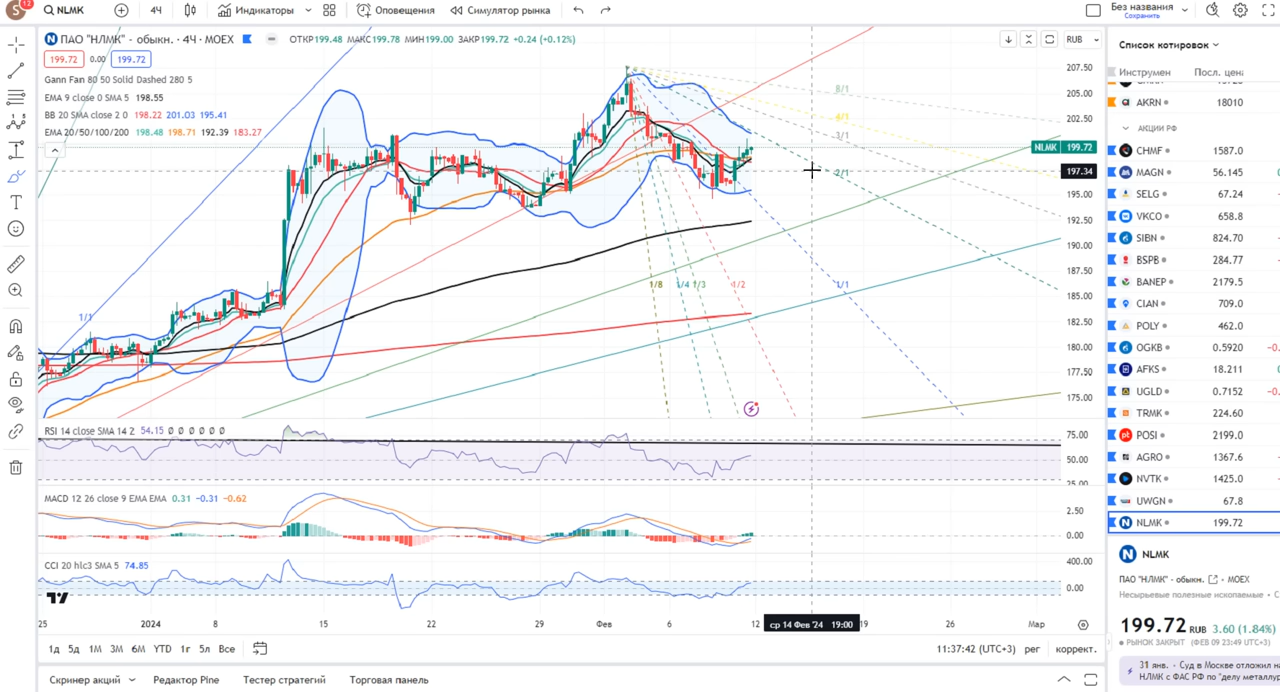 S 12 NLMK 4Ч Индикаторы Оповещения Симулятор рынка Без названия
Сохранить
ПАО "НЛМК" - обыкн. · 4Ч · MOEX ОТКР199.48 МАКС199.78 МИН199.00 ЗАКР199.72 +0.24 (+0.12%)
RUB
199.72 0.00 199.72
Gann Fan 80 50 Solid Dashed 280 5
EMA 9 close 0 SMA 5 198.55
BB 20 SMA close 2 0 198.22 201.03 195.41
EMA 20/50/100/200 198.48 198.71 192.39 183.27
207.50
205.00
202.50
NLMK 199.72
197.34
195.00
192.50
190.00
187.50
185.00
182.50
180.00
177.50
175.00
8/1
4/1
3/1
2/1
1/1
1/8 1/4 1/3 1/2 1/1
RSI 14 close SMA 14 2 54.15 Ø Ø Ø Ø Ø Ø
75.00
50.00
25.00
MACD 12 26 close 9 EMA EMA 0.31 −0.31 −0.62
2.50
0.00
CCI 20 hlc3 SMA 5 74.85
400.00
0.00
25 2024 8 15 22 29 Фев 6 12 ср 14 Фев '24 19:00 19 26 Мар
1д 5д 1М 3М 6М YTD 1г 5л Все 11:37:42 (UTC+3) рег коррект.
Скринер акций Редактор Pine Тестер стратегий Торговая панель
Список котировок
Инструмен Посл. цена
AKRN 18010
АКЦИИ РФ
CHMF 1587.0
MAGN 56.145
SELG 67.24
VKCO 658.8
SIBN 824.70
BSPB 284.77
BANEP 2179.5
CIAN 709.0
POLY 462.0
OGKB 0.5920 -0.
AFKS 18.211
UGLD 0.7152 -0.
TRMK 224.60
POSI 2199.0
AGRO 1367.6
NVTK 1425.0
UWGN 67.8
NLMK 199.72
NLMK
ПАО "НЛМК" - обыкн. · MOEX
Несырьевые полезные ископаемые • С
199.72 RUB 3.60 (1.84%)
РЫНОК ЗАКРЫТ (ФЕВ 09 23:49 UTC+3)
31 янв. · Суд в Москве отложил на
НЛМК с ФАС РФ по "делу металлур